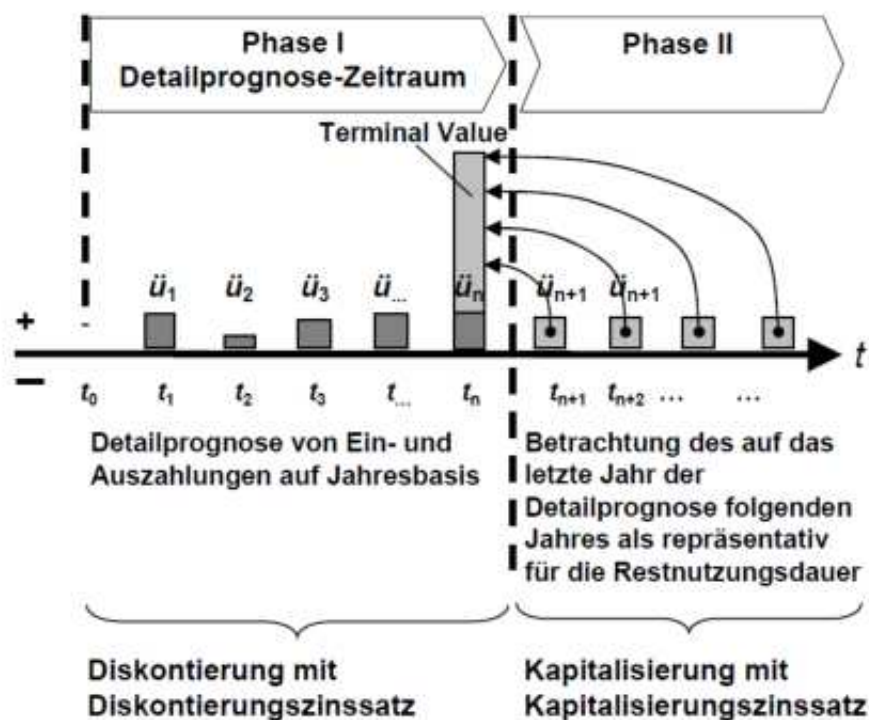 Phase I
Detailprognose-Zeitraum
Phase II
Terminal Value
ü₁ ü₂ ü₃ ü... üₙ üₙ₊₁ üₙ₊₁
+
t
−
t₀ t₁ t₂ t₃ t... tₙ tₙ₊₁ tₙ₊₂ ... ...
Detailprognose von Ein- und
Auszahlungen auf Jahresbasis
Betrachtung des auf das
letzte Jahr der
Detailprognose folgenden
Jahres als repräsentativ
für die Restnutzungsdauer
Diskontierung mit
Diskontierungszinssatz
Kapitalisierung mit
Kapitalisierungszinssatz